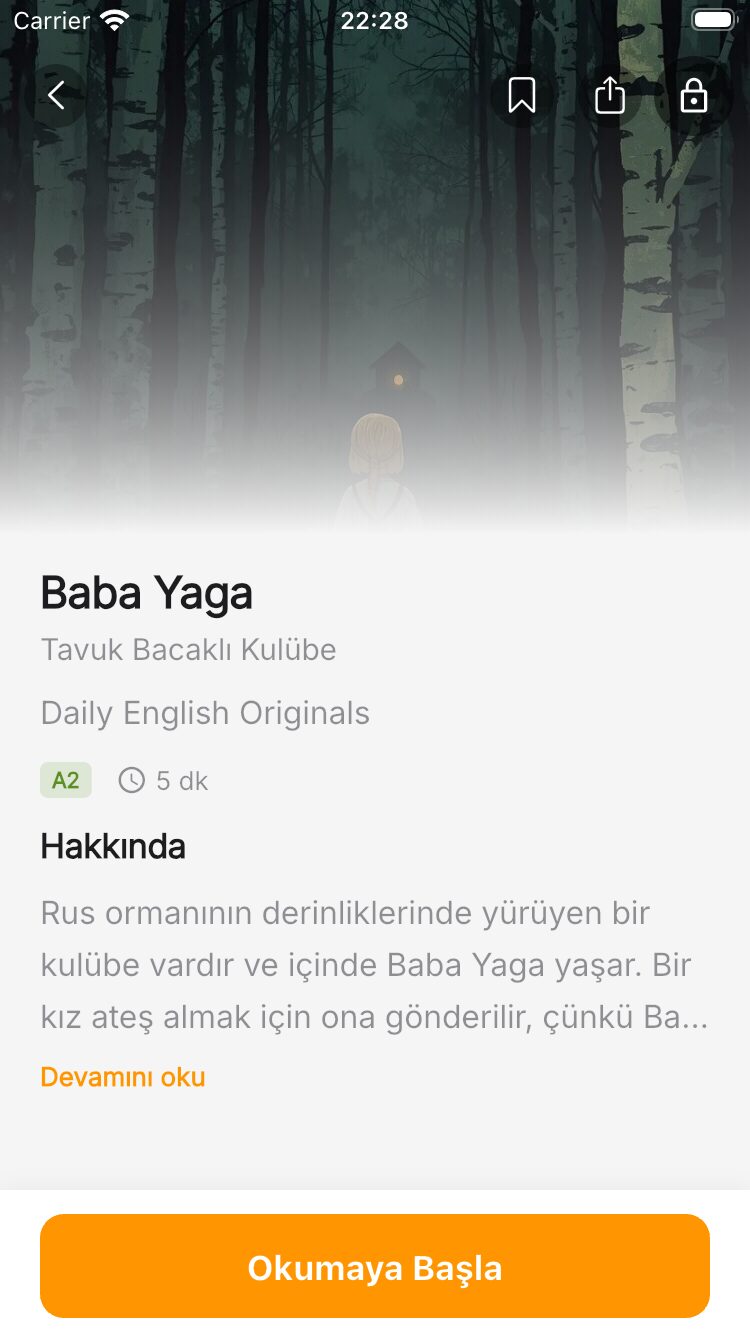 Carrier 22:28
Baba Yaga
Tavuk Bacaklı Kulübe
Daily English Originals
A2 5 dk
Hakkında
Rus ormanının derinliklerinde yürüyen bir
kulübe vardır ve içinde Baba Yaga yaşar. Bir
kız ateş almak için ona gönderilir, çünkü Ba...
Devamını oku
Okumaya Başla